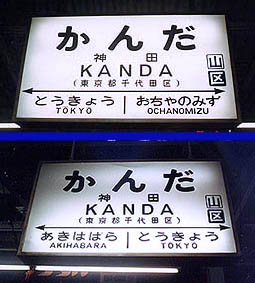 かんだ
神田
KANDA
(東京都千代田区)
山区
とうきょう おちゃのみず
TŌKYŌ OCHANOMIZU
かんだ
神田
KANDA
(東京都千代田区)
山区
あきはばら とうきょう
AKIHABARA TŌKYŌ